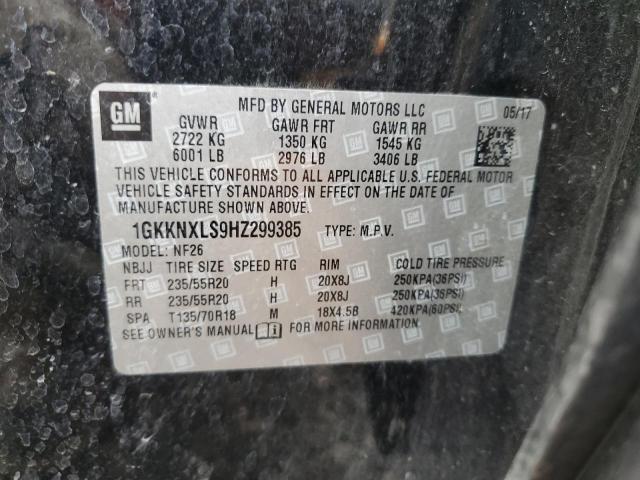 GM
MFD BY GENERAL MOTORS LLC 05/17
GVWR GAWR FRT GAWR RR
2722 KG 1350 KG 1545 KG
6001 LB 2976 LB 3406 LB
THIS VEHICLE CONFORMS TO ALL APPLICABLE U.S. FEDERAL MOTOR
VEHICLE SAFETY STANDARDS IN EFFECT ON THE DATE OF
MANUFACTURE SHOWN ABOVE.
1GKKNXLS9HZ299385 TYPE: M.P.V.
MODEL: NF26
NBJJ TIRE SIZE SPEED RTG RIM COLD TIRE PRESSURE
FRT 235/55R20 H 20X8J 250KPA(36PSI)
RR 235/55R20 H 20X8J 250KPA(36PSI)
SPA T135/70R18 M 18X4.5B 420KPA(60PSI)
SEE OWNER'S MANUAL FOR MORE INFORMATION.